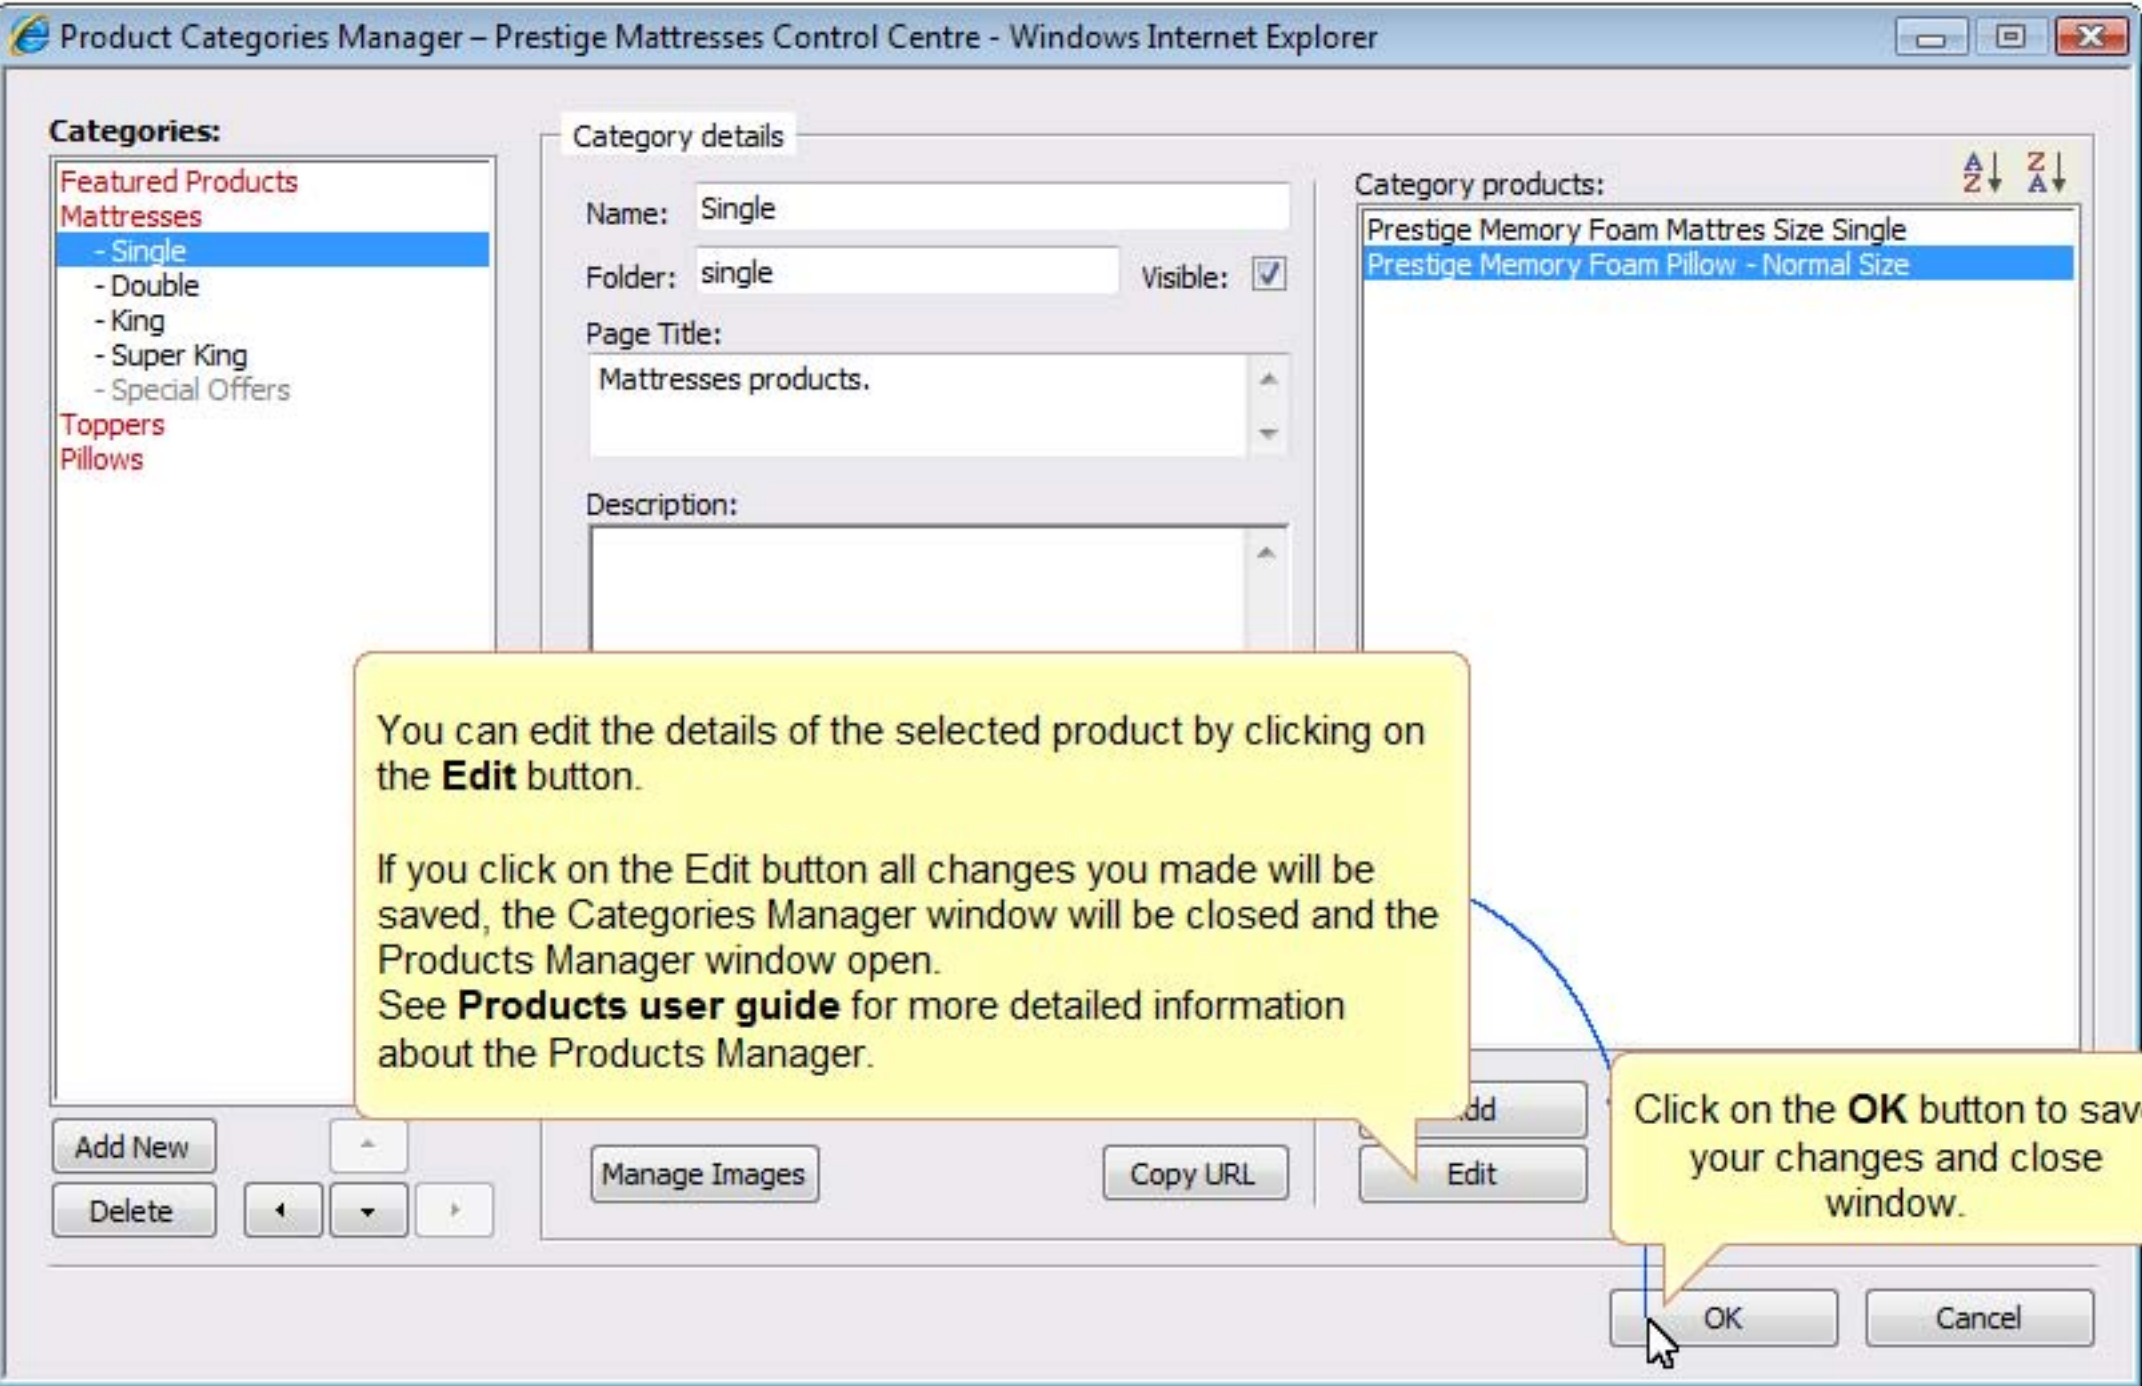 Product Categories Manager – Prestige Mattresses Control Centre - Windows Internet Explorer
Categories:
Featured Products
Mattresses
- Single
- Double
- King
- Super King
- Special Offers
Toppers
Pillows
Add New
Delete
Category details
Name: Single
Folder: single Visible:
Page Title:
Mattresses products.
Description:
Manage Images
Copy URL
Category products:
A Z
Z A
Prestige Memory Foam Mattres Size Single
Prestige Memory Foam Pillow - Normal Size
Edit
You can edit the details of the selected product by clicking on
the Edit button.
If you click on the Edit button all changes you made will be
saved, the Categories Manager window will be closed and the
Products Manager window open.
See Products user guide for more detailed information
about the Products Manager.
Click on the OK button to sav
your changes and close
window.
OK
Cancel